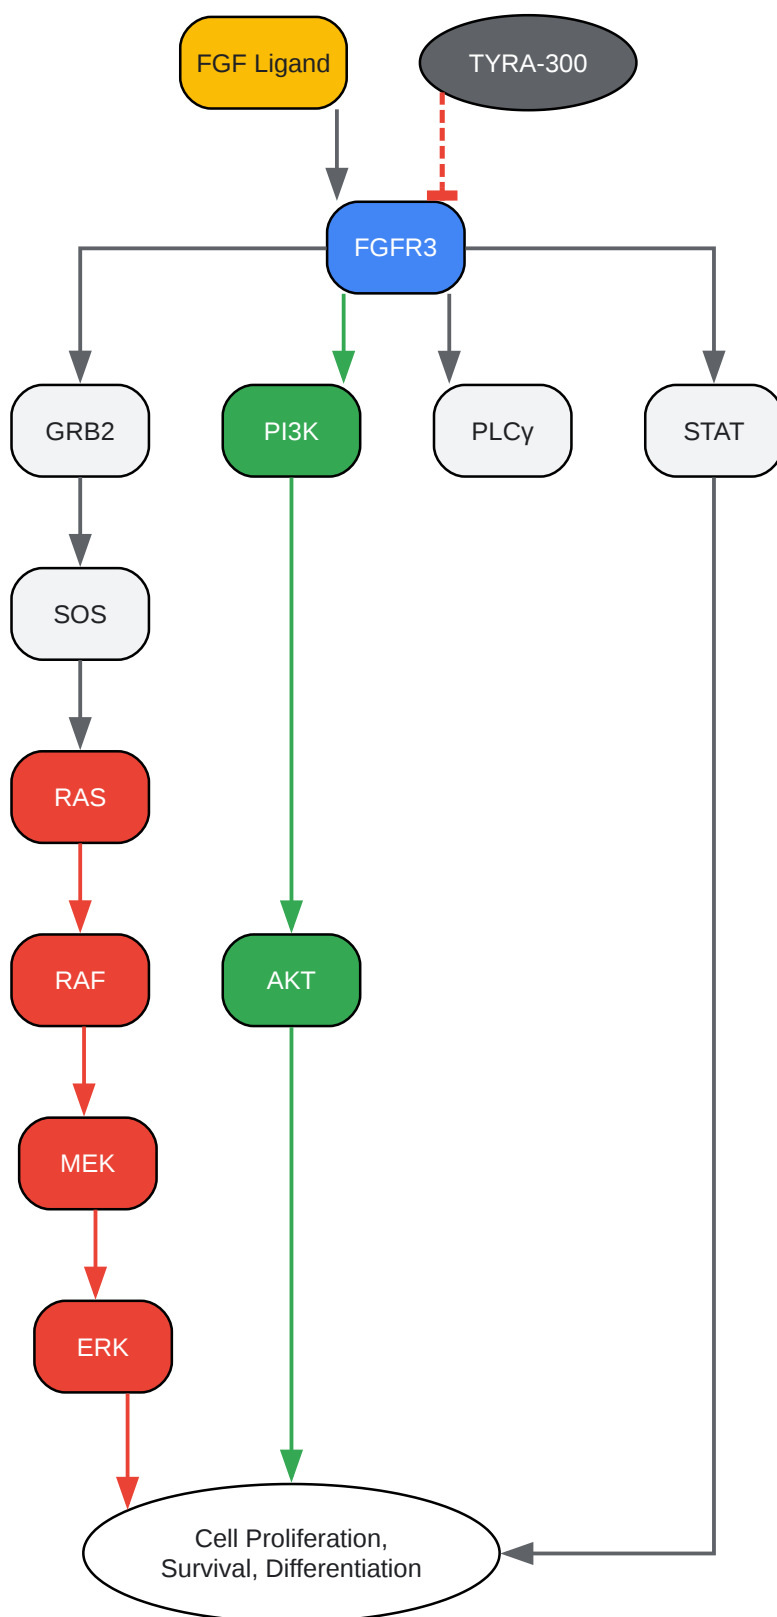 FGF Ligand
TYRA-300
FGFR3
GRB2
PI3K
PLCγ
STAT
SOS
RAS
RAF
AKT
MEK
ERK
Cell Proliferation,
Survival, Differentiation